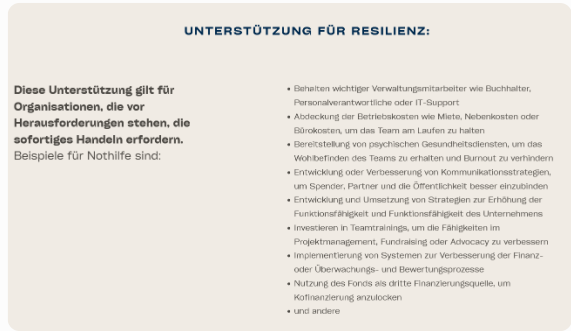 UNTERSTÜTZUNG FÜR RESILIENZ:
Diese Unterstützung gilt für
Organisationen, die vor
Herausforderungen stehen, die
sofortiges Handeln erfordern.
Beispiele für Nothilfe sind:
• Behalten wichtiger Verwaltungsmitarbeiter wie Buchhalter,
Personalverantwortliche oder IT-Support
• Abdeckung der Betriebskosten wie Miete, Nebenkosten oder
Bürokosten, um das Team am Laufen zu halten
• Bereitstellung von psychischen Gesundheitsdiensten, um das
Wohlbefinden des Teams zu erhalten und Burnout zu verhindern
• Entwicklung oder Verbesserung von Kommunikationsstrategien,
um Spender, Partner und die Öffentlichkeit besser einzubinden
• Entwicklung und Umsetzung von Strategien zur Erhöhung der
Funktionsfähigkeit und Funktionsfähigkeit des Unternehmens
• Investieren in Teamtrainings, um die Fähigkeiten im
Projektmanagement, Fundraising oder Advocacy zu verbessern
• Implementierung von Systemen zur Verbesserung der Finanz-
oder Überwachungs- und Bewertungsprozesse
• Nutzung des Fonds als dritte Finanzierungsquelle, um
Kofinanzierung anzulocken
• und andere